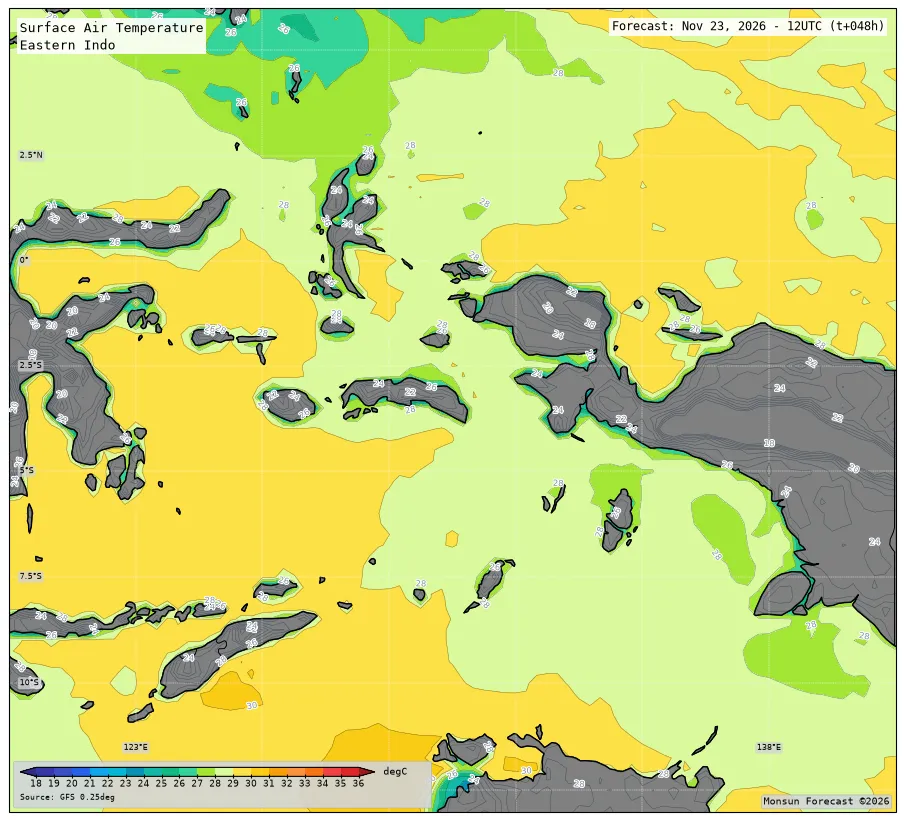 Surface Air Temperature
Eastern Indo
Forecast: Nov 23, 2026 - 12UTC (t+048h)
2.5°N
0°
2.5°S
5°S
7.5°S
10°S
123°E
138°E
18 19 20 21 22 23 24 25 26 27 28 29 30 31 32 33 34 35 36
degC
Source: GFS 0.25deg
Monsun Forecast ©2026